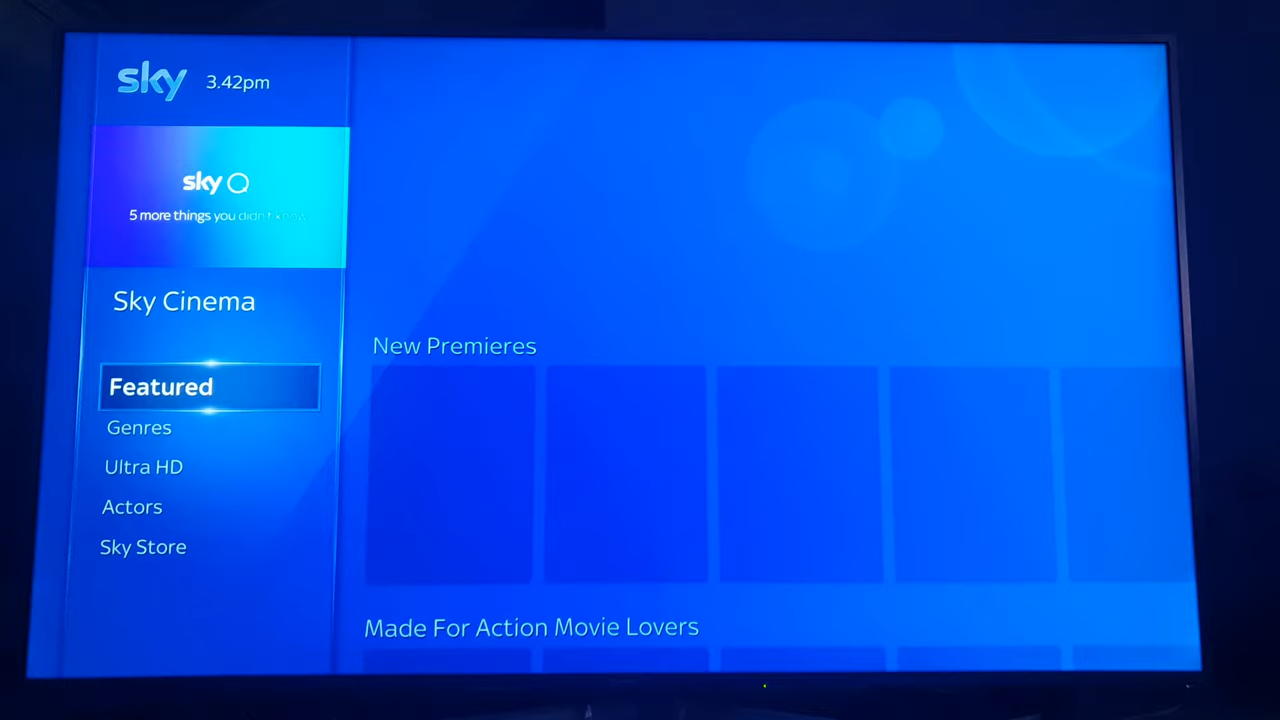 sky 3.42pm
sky Q
5 more things you didn't know
Sky Cinema
Featured
Genres
Ultra HD
Actors
Sky Store
New Premieres
Made For Action Movie Lovers